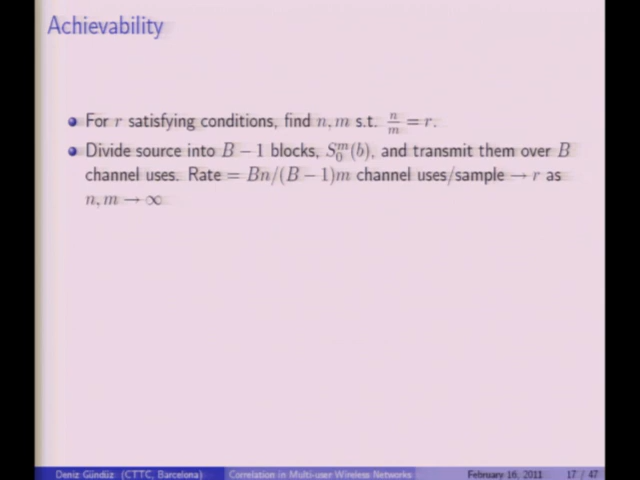 Achievability
For r satisfying conditions, find n, m s.t. n/m = r.
Divide source into B − 1 blocks, S_0^m(b), and transmit them over B
channel uses. Rate = Bn/(B − 1)m channel uses/sample → r as
n, m → ∞
Deniz Gündüz (CTTC, Barcelona) Correlation in Multi-user Wireless Networks February 16, 2011 17 / 47